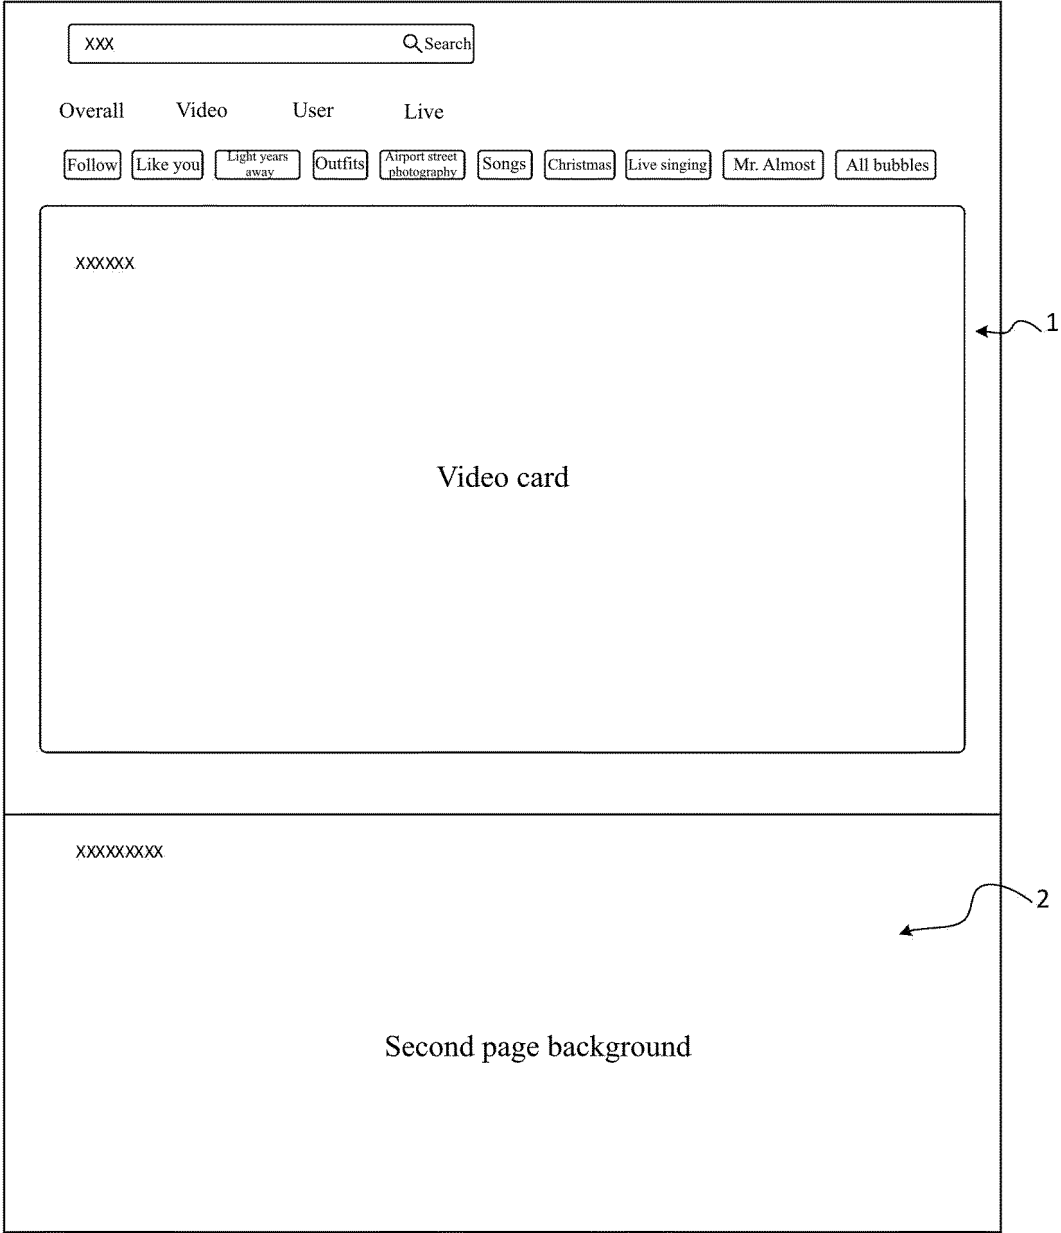 XXX Search
Overall Video User Live
Follow Like you Light years away Outfits Airport street photography Songs Christmas Live singing Mr. Almost All bubbles
XXXXXX
1
Video card
XXXXXXXXX
2
Second page background